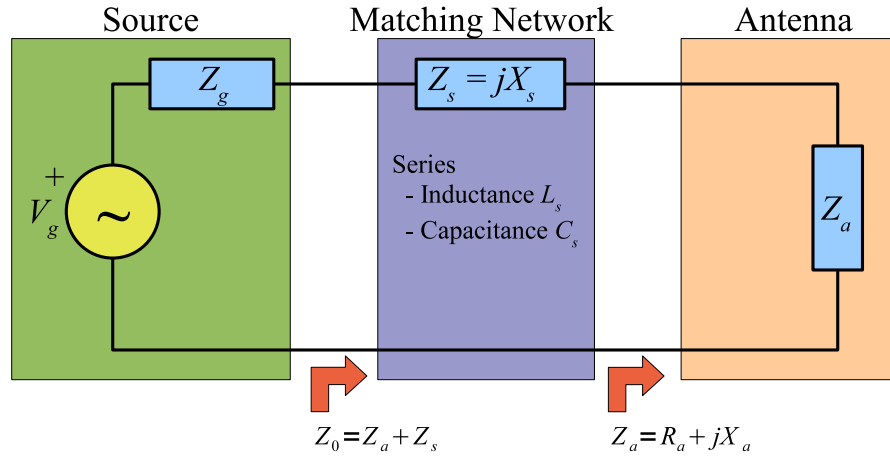 Source
Matching Network
Antenna
Z_g
Z_s = jX_s
+
V_g
~
Series
- Inductance L_s
- Capacitance C_s
Z_a
Z_0 = Z_a + Z_s
Z_a = R_a + jX_a